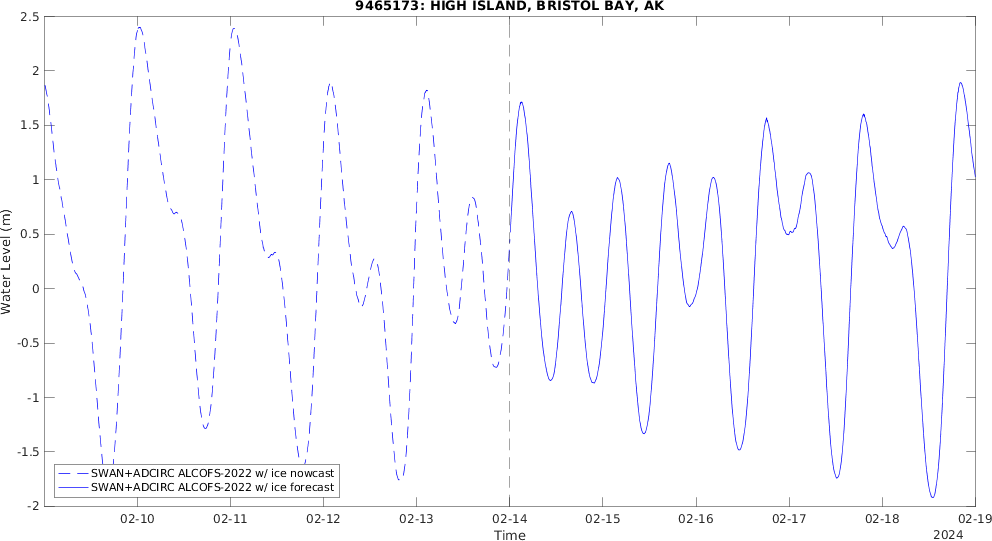 9465173: HIGH ISLAND, BRISTOL BAY, AK
2.5
2
1.5
1
0.5
0
-0.5
-1
-1.5
-2
Water Level (m)
SWAN+ADCIRC ALCOFS-2022 w/ ice nowcast
SWAN+ADCIRC ALCOFS-2022 w/ ice forecast
02-10 02-11 02-12 02-13 02-14 02-15 02-16 02-17 02-18 02-19
Time
2024